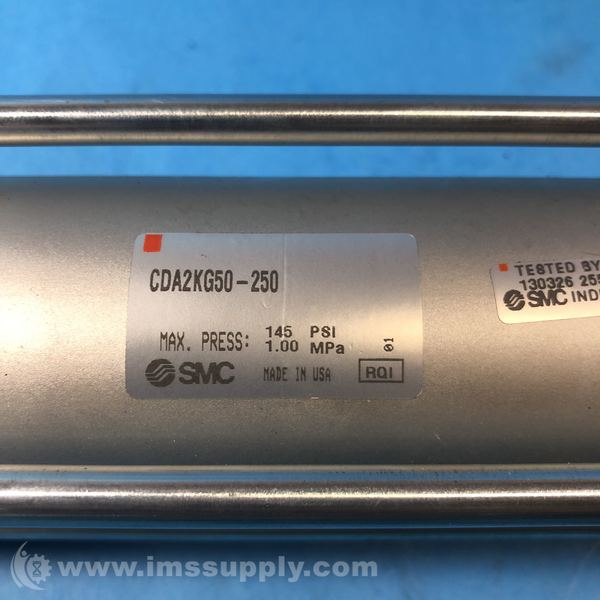 CDA2KG50-250
MAX. PRESS: 145 PSI
1.00 MPa
01
SMC MADE IN USA RQI
TESTED BY
130326 255
SMC IND
www.imssupply.com